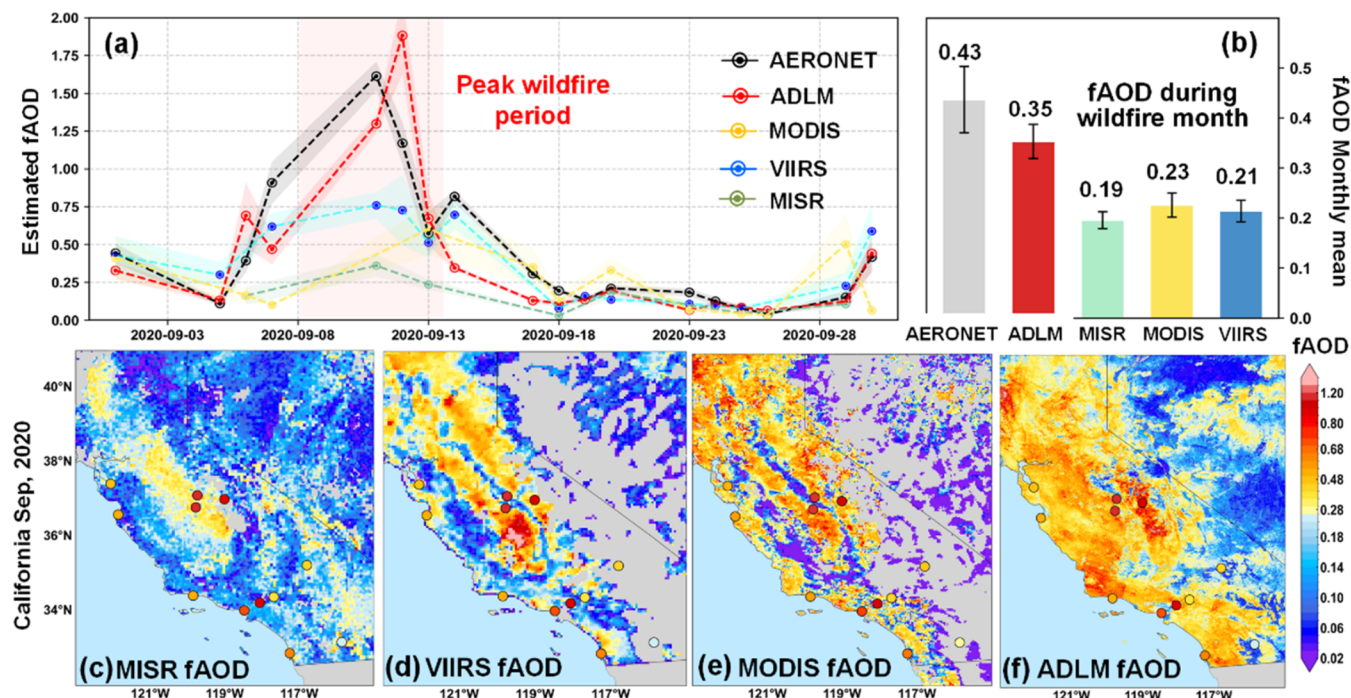 2.00
1.75
1.50
1.25
1.00
0.75
0.50
0.25
0.00
Estimated fAOD
(a)
Peak wildfire
period
AERONET
ADLM
MODIS
VIIRS
MISR
2020-09-03 2020-09-08 2020-09-13 2020-09-18 2020-09-23 2020-09-28
(b)
0.43
0.35
0.19
0.23
0.21
fAOD during
wildfire month
0.5
0.4
0.3
0.2
0.1
0.0
fAOD Monthly mean
AERONET ADLM MISR MODIS VIIRS
California Sep, 2020
40°N
38°N
36°N
34°N
(c) MISR fAOD
(d) VIIRS fAOD
(e) MODIS fAOD
(f) ADLM fAOD
121°W 119°W 117°W
121°W 119°W 117°W
121°W 119°W 117°W
121°W 119°W 117°W
fAOD
1.20
0.80
0.60
0.48
0.28
0.20
0.14
0.10
0.06
0.02